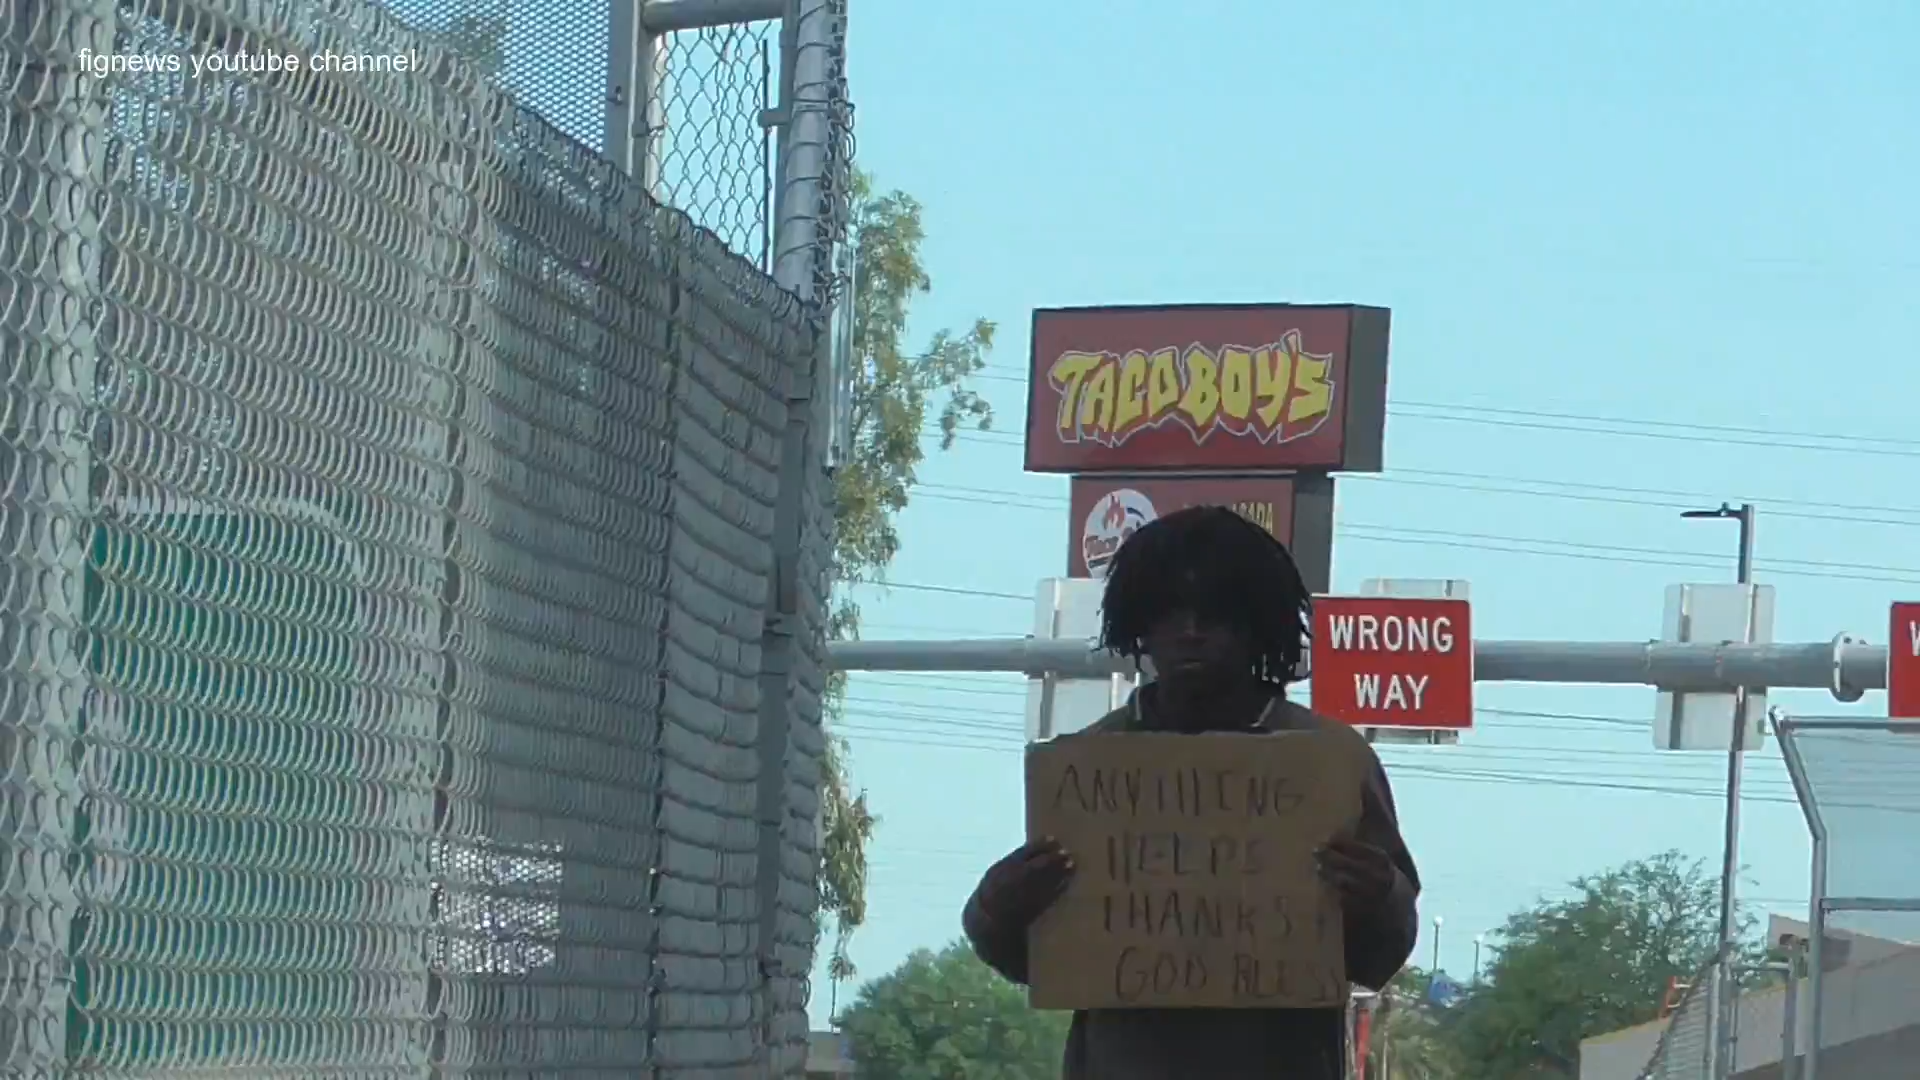 fignews youtube channel
TACO BOY'S
WRONG
WAY
ANYTHING
HELPS
THANKS +
GOD BLESS